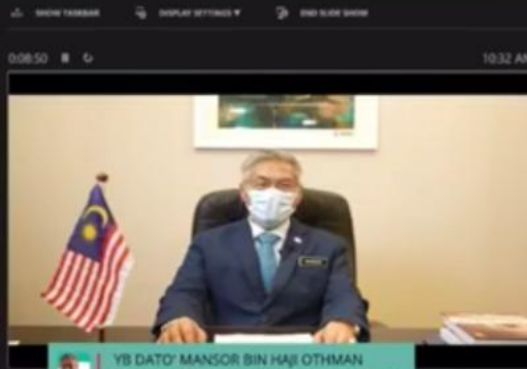 SHOW TASKBAR DISPLAY SETTINGS ▼ END SLIDE SHOW
0:08:50 10:32 AM
YB DATO' MANSOR BIN HAJI OTHMAN